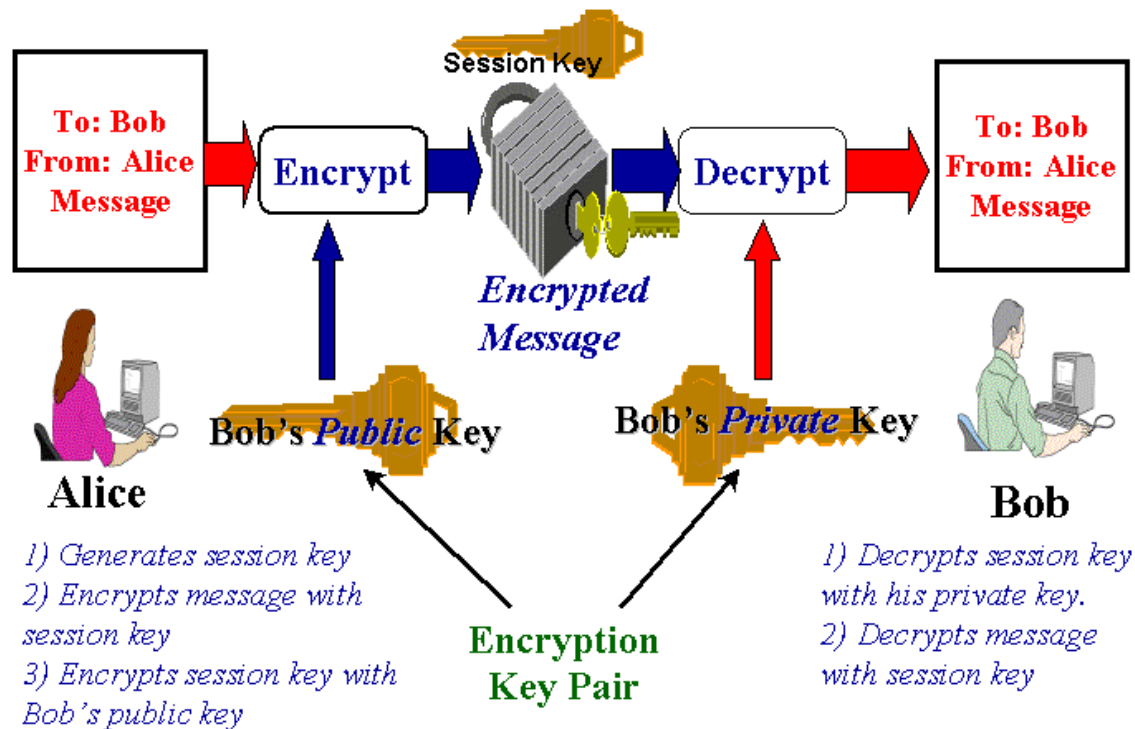 Session Key
To: Bob
From: Alice
Message
Encrypt
Decrypt
To: Bob
From: Alice
Message
Encrypted
Message
Bob's Public Key
Bob's Private Key
Alice
Bob
1) Generates session key
2) Encrypts message with
session key
3) Encrypts session key with
Bob's public key
Encryption
Key Pair
1) Decrypts session key
with his private key.
2) Decrypts message
with session key